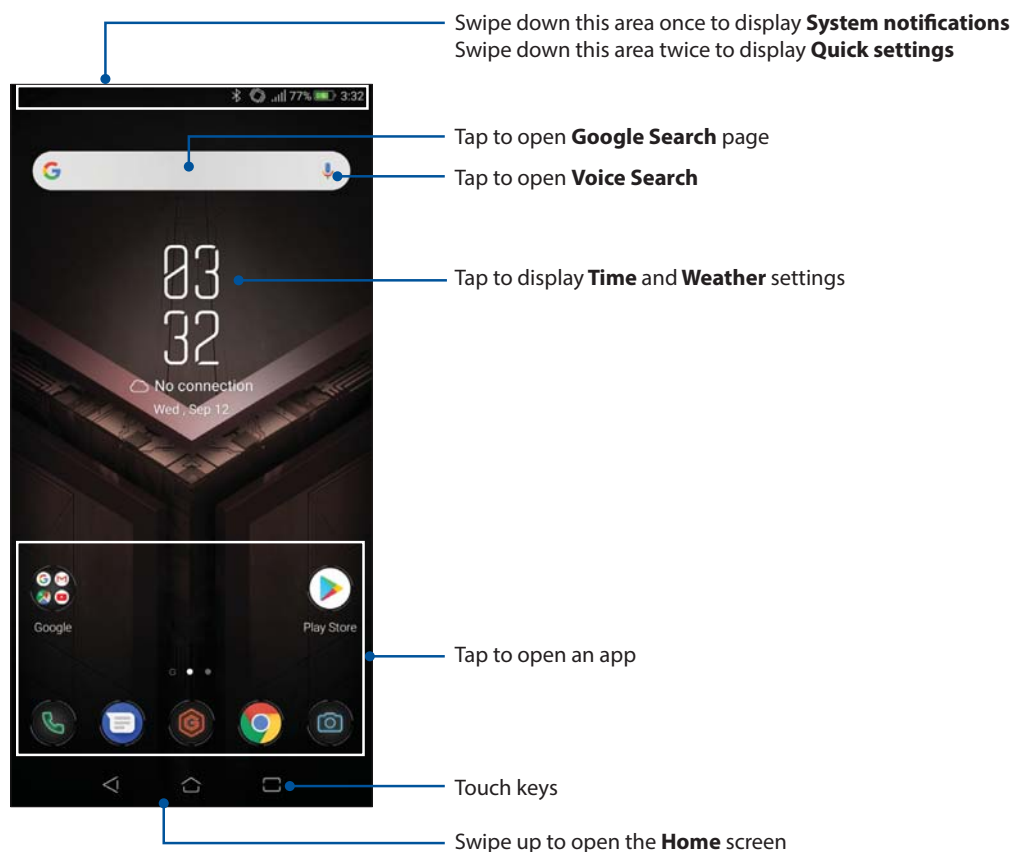 Swipe down this area once to display System notifications
Swipe down this area twice to display Quick settings
77% 3:32
Tap to open Google Search page
G
Tap to open Voice Search
03
Tap to display Time and Weather settings
32
No connection
Wed , Sep 12
Google
Play Store
Tap to open an app
Touch keys
Swipe up to open the Home screen